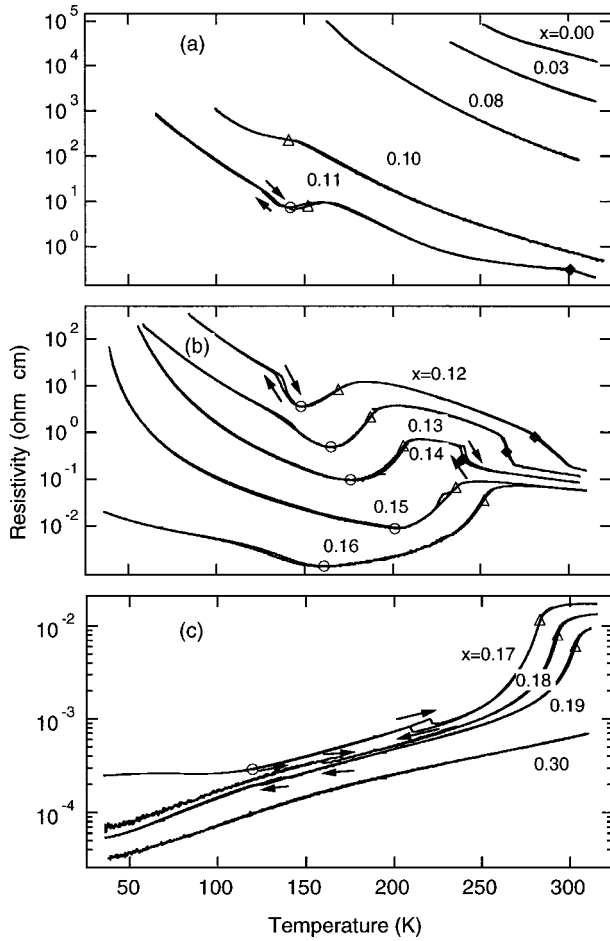 10^5
(a)
x=0.00
10^4
0.03
10^3
0.08
10^2
0.10
0.11
10^1
10^0
10^2
(b)
x=0.12
10^1
10^0
0.13
0.14
10^-1
0.15
10^-2
0.16
Resistivity (ohm cm)
(c)
10^-2
x=0.17
0.18
0.19
10^-3
0.30
10^-4
50 100 150 200 250 300
Temperature (K)